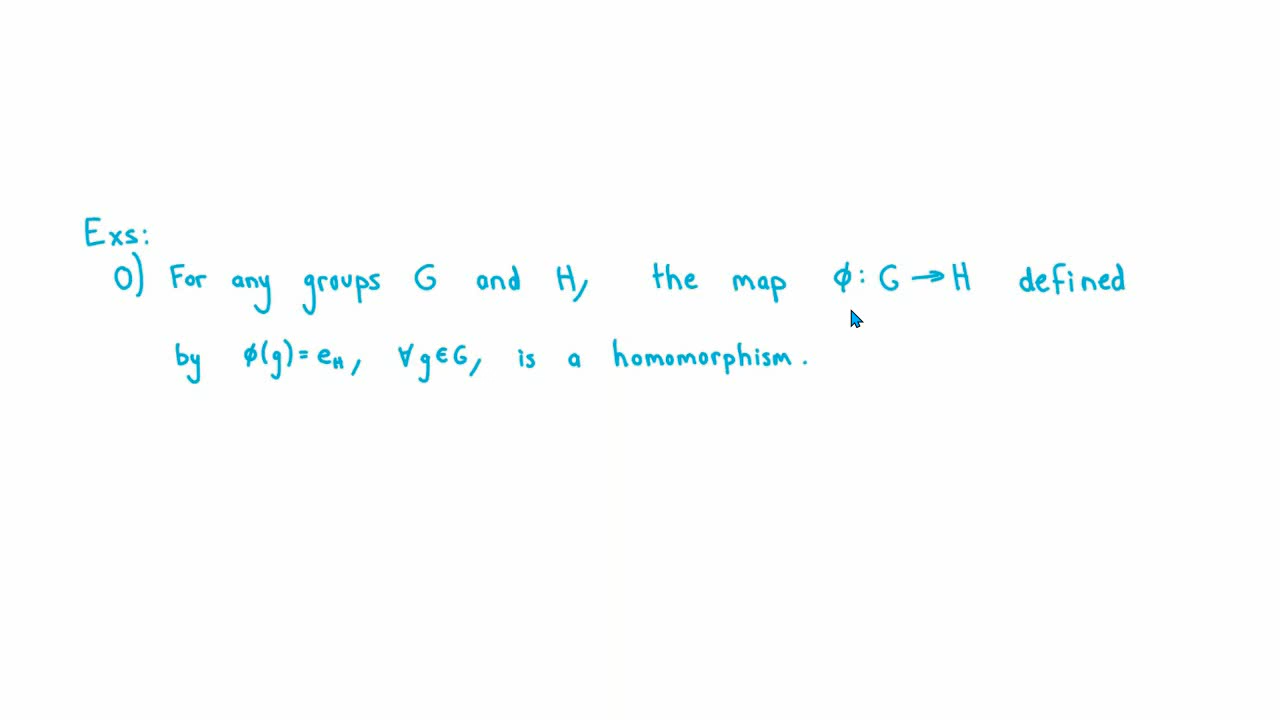 Exs:
0) For any groups G and H, the map ϕ: G → H defined
by ϕ(g) = e_H, ∀ g ∈ G, is a homomorphism.